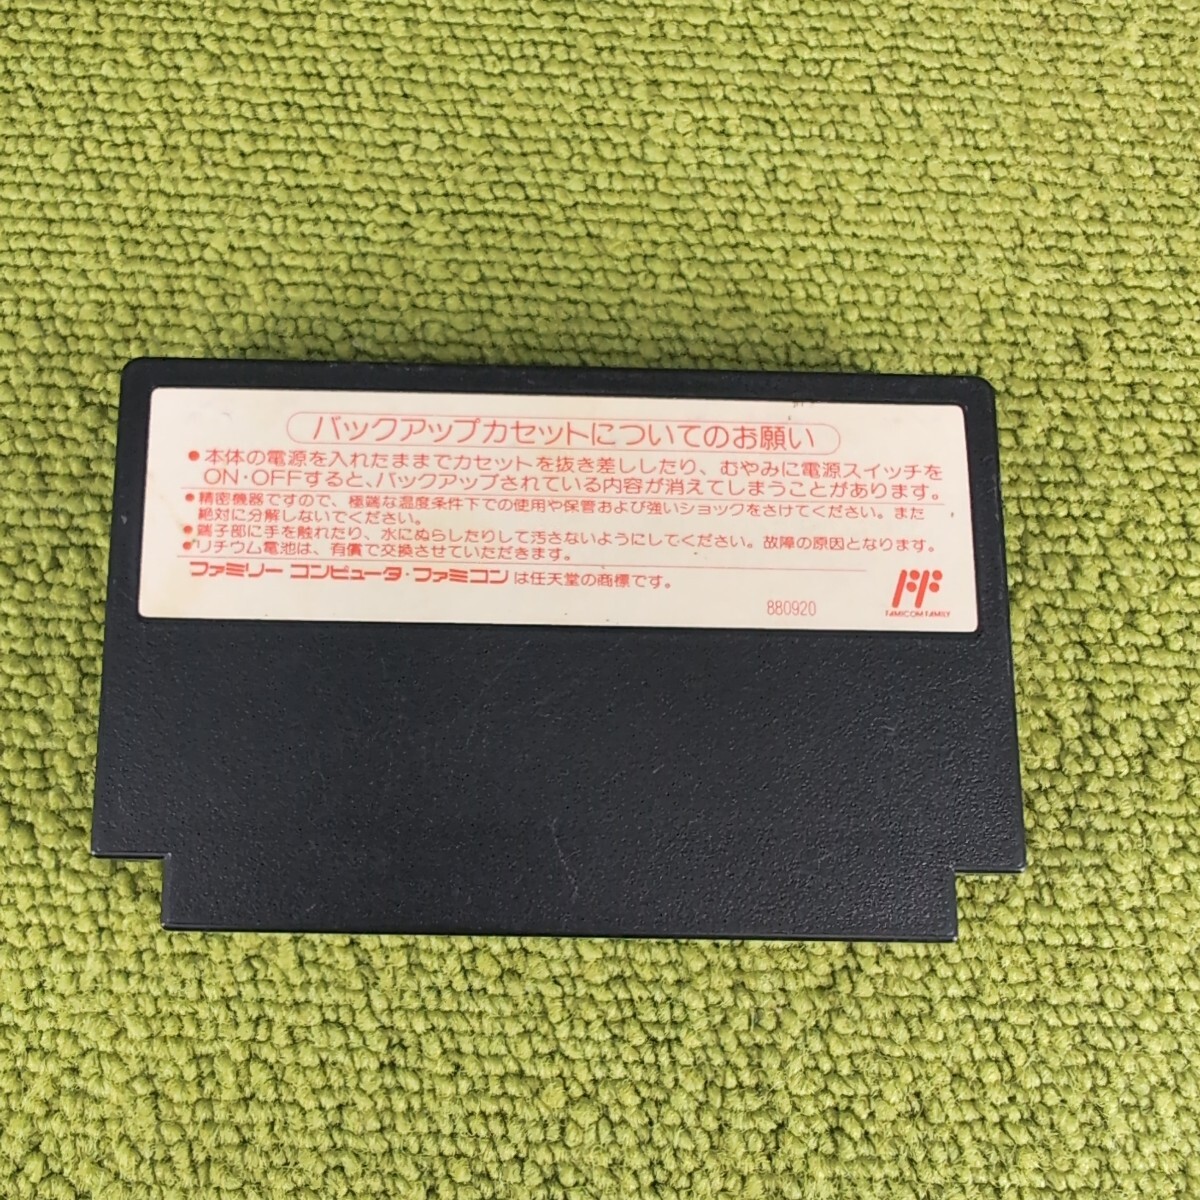 バックアップカセットについてのお願い
●本体の電源を入れたままでカセットを抜き差ししたり、むやみに電源スイッチを
ON・OFFすると、バックアップされている内容が消えてしまうことがあります。
●精密機器ですので、極端な温度条件下での使用や保管および強いショックをさけてください。また
絶対に分解しないでください。
●端子部に手を触れたり、水にぬらしたりして汚さないようにしてください。故障の原因となります。
●リチウム電池は、有償で交換させていただきます。
ファミリー コンピュータ・ファミコンは任天堂の商標です。
880920
FAMICOM FAMILY